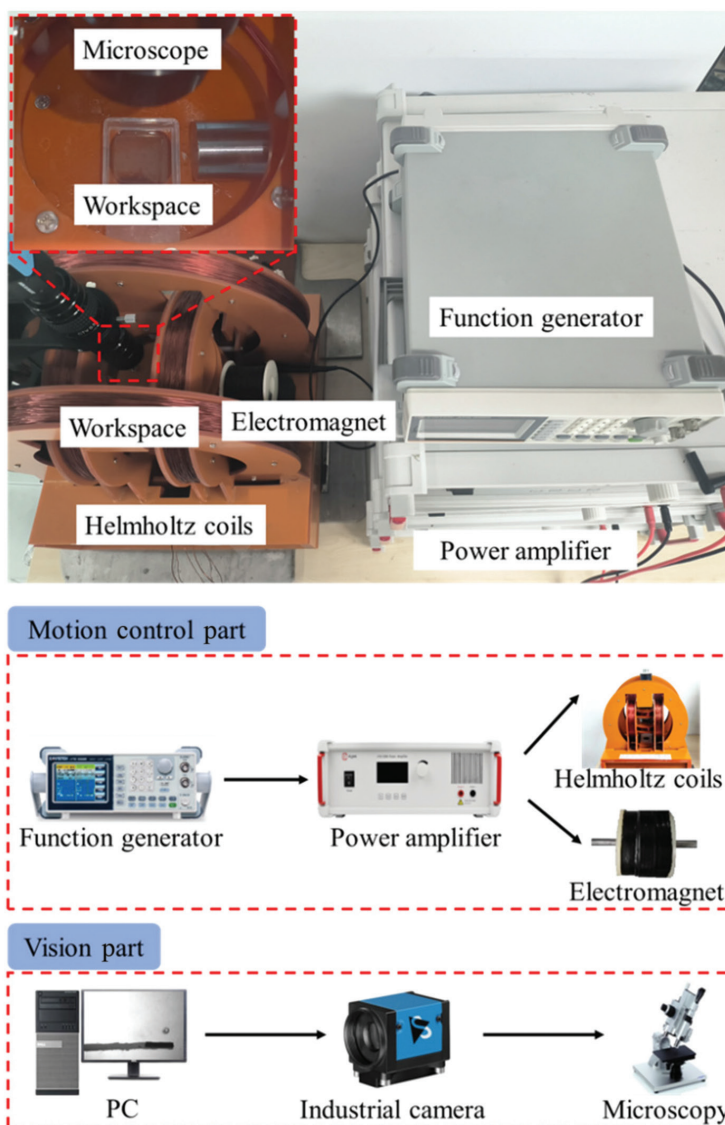 Microscope
Workspace
Function generator
Workspace
Electromagnet
Helmholtz coils
Power amplifier
Motion control part
Function generator
Power amplifier
Helmholtz coils
Electromagnet
Vision part
PC
Industrial camera
Microscopy